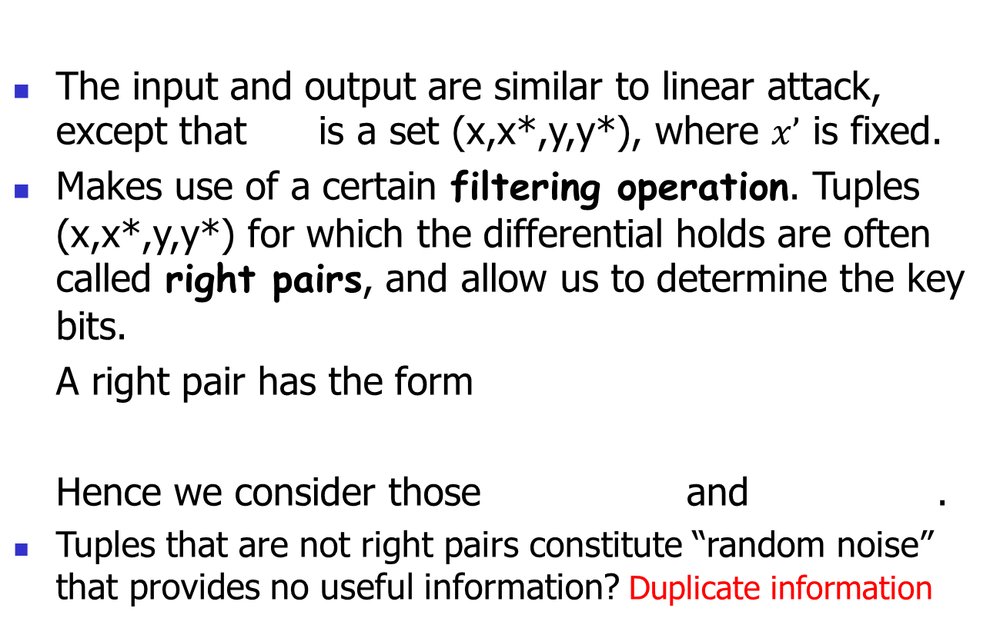 The input and output are similar to linear attack,
except that is a set (x,x*,y,y*), where x’ is fixed.
Makes use of a certain filtering operation. Tuples
(x,x*,y,y*) for which the differential holds are often
called right pairs, and allow us to determine the key
bits.
A right pair has the form
Hence we consider those and .
Tuples that are not right pairs constitute “random noise”
that provides no useful information? Duplicate information